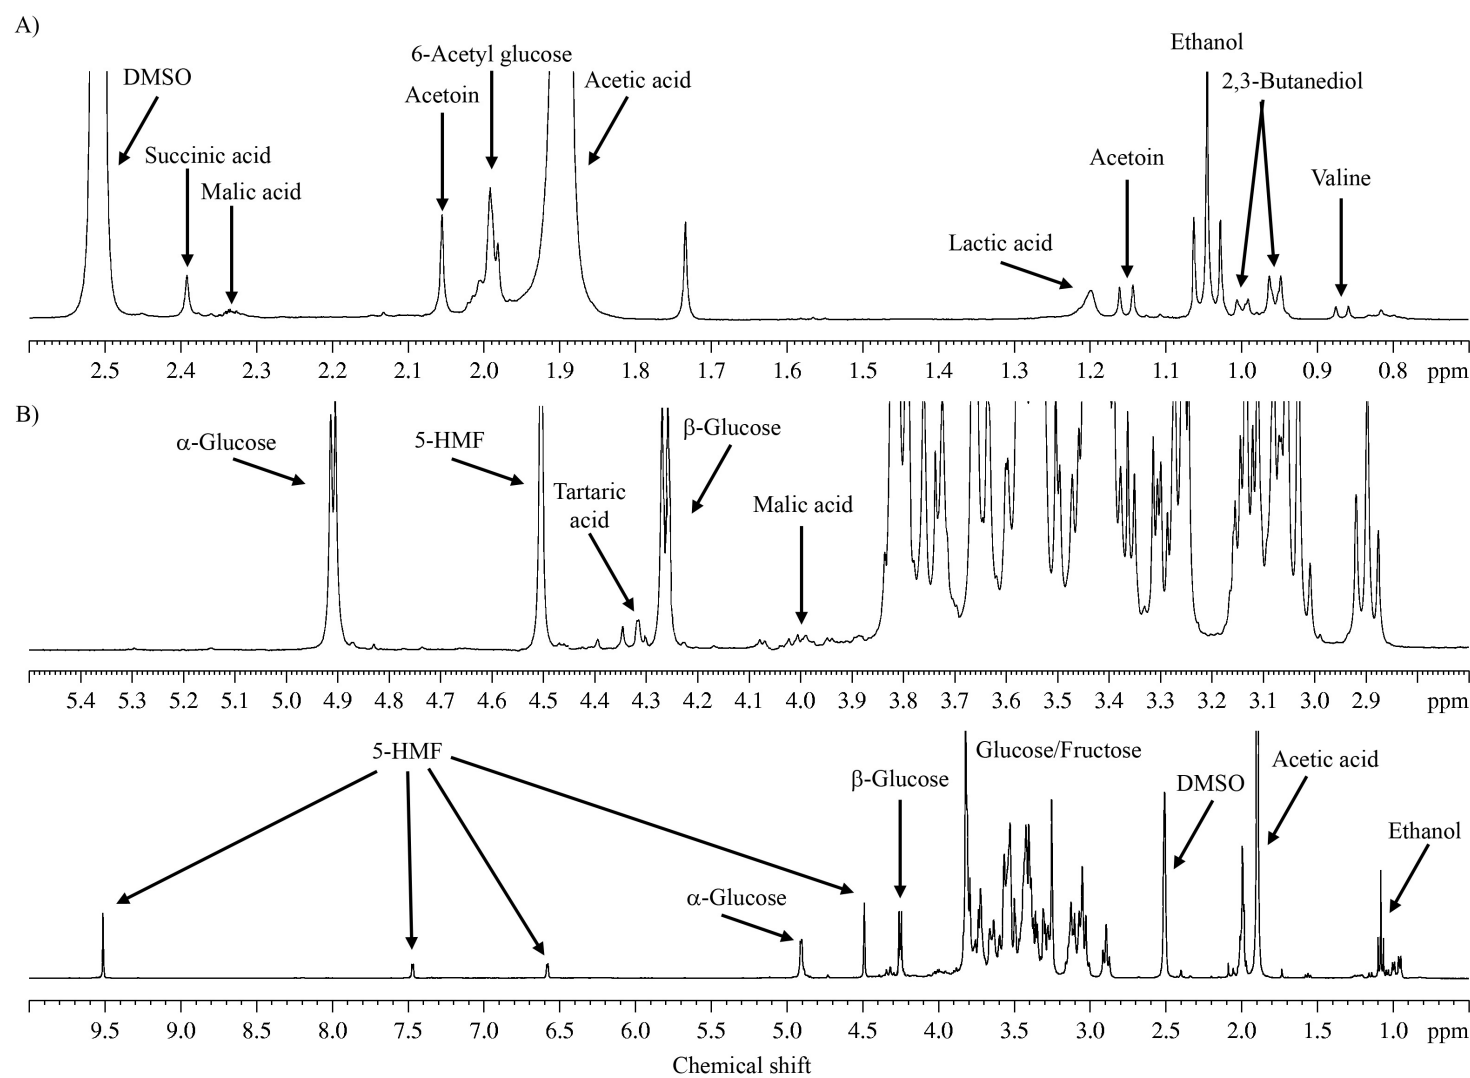 A)
Ethanol
6-Acetyl glucose
DMSO
Acetic acid
2,3-Butanediol
Acetoin
Succinic acid
Acetoin
Malic acid
Valine
Lactic acid
2.5 2.4 2.3 2.2 2.1 2.0 1.9 1.8 1.7 1.6 1.5 1.4 1.3 1.2 1.1 1.0 0.9 0.8 ppm
B)
α-Glucose
5-HMF
β-Glucose
Tartaric
acid
Malic acid
5.4 5.3 5.2 5.1 5.0 4.9 4.8 4.7 4.6 4.5 4.4 4.3 4.2 4.1 4.0 3.9 3.8 3.7 3.6 3.5 3.4 3.3 3.2 3.1 3.0 2.9 ppm
5-HMF
Glucose/Fructose
Acetic acid
β-Glucose
DMSO
Ethanol
α-Glucose
9.5 9.0 8.5 8.0 7.5 7.0 6.5 6.0 5.5 5.0 4.5 4.0 3.5 3.0 2.5 2.0 1.5 1.0 ppm
Chemical shift